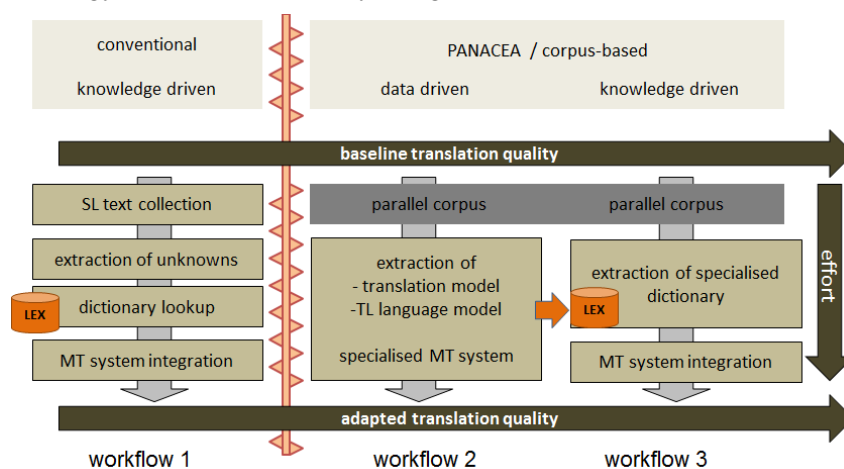 conventional
knowledge driven
PANACEA / corpus-based
data driven
knowledge driven
baseline translation quality
SL text collection
extraction of unknowns
LEX
dictionary lookup
MT system integration
parallel corpus
extraction of
- translation model
-TL language model
specialised MT system
parallel corpus
extraction of specialised
dictionary
LEX
MT system integration
effort
adapted translation quality
workflow 1
workflow 2
workflow 3